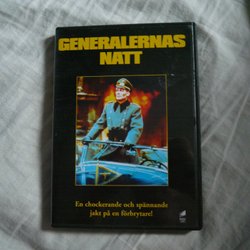 GENERALERNAS
NATT
En chockerande och spännande
jakt på en förbrytare!